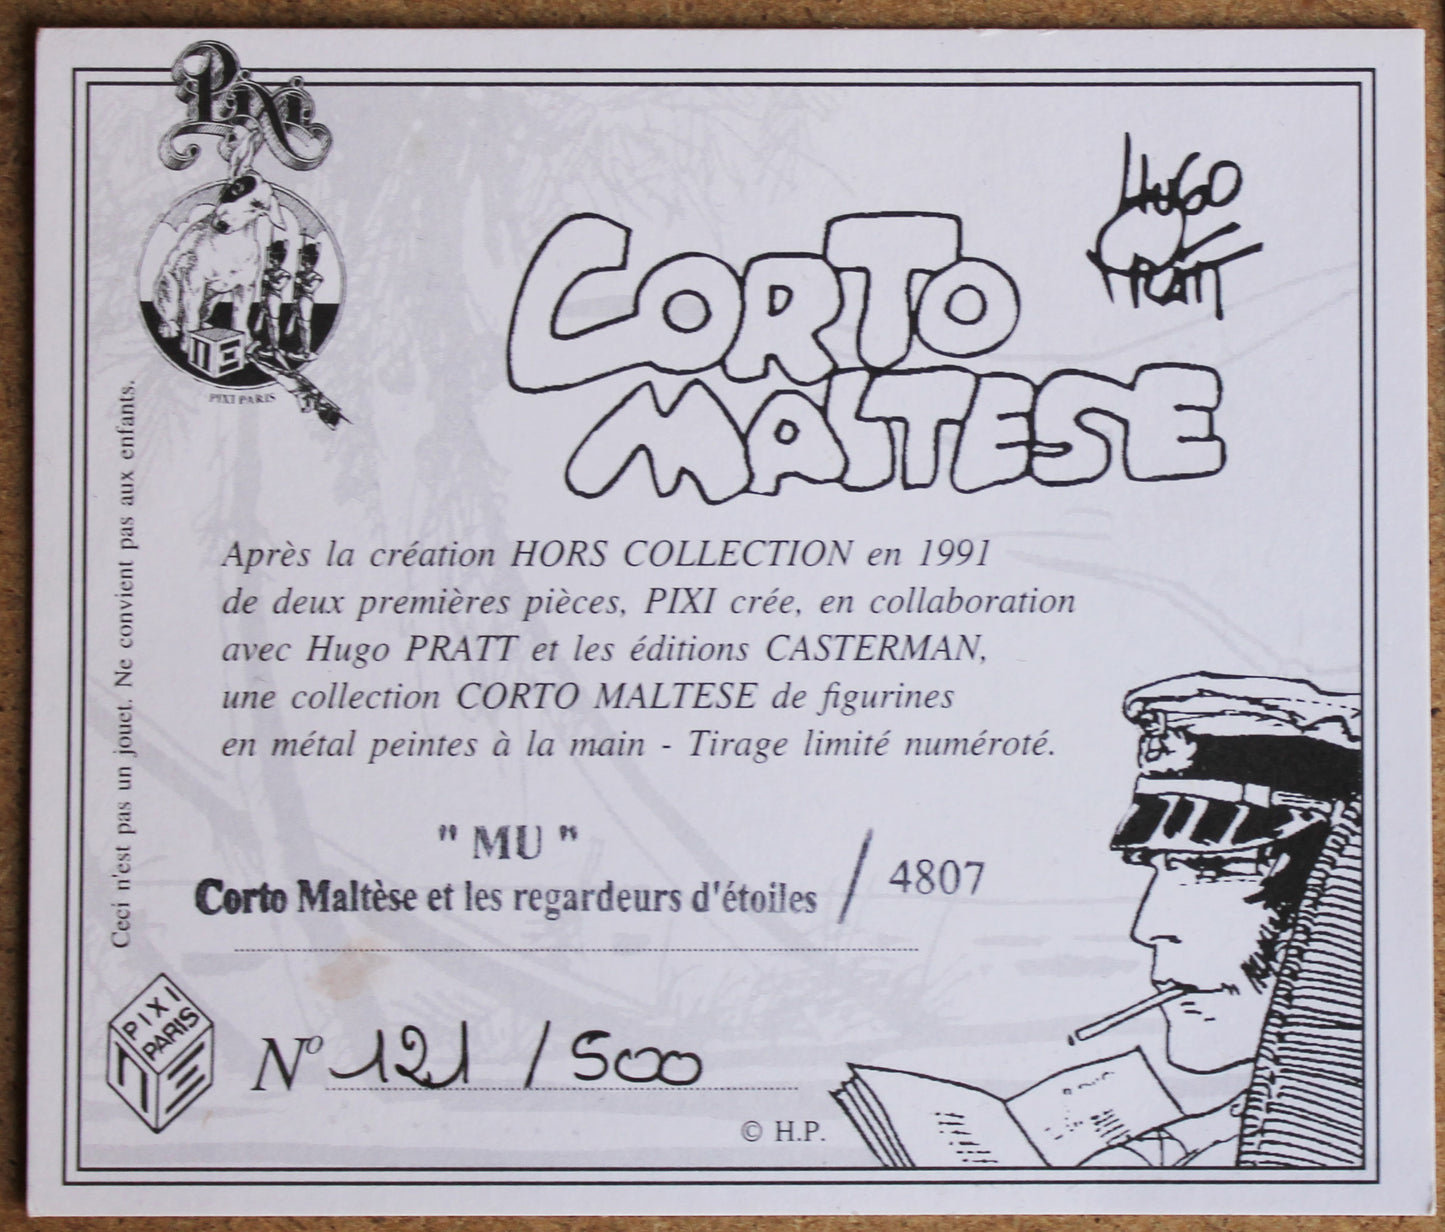 Pixi
PIXI PARIS
HUGO
PRATT
CORTO
MALTESE
Après la création HORS COLLECTION en 1991
de deux premières pièces, PIXI crée, en collaboration
avec Hugo PRATT et les éditions CASTERMAN,
une collection CORTO MALTESE de figurines
en métal peintes à la main - Tirage limité numéroté.
" MU "
Corto Maltèse et les regardeurs d'étoiles / 4807
Ceci n'est pas un jouet. Ne convient pas aux enfants.
PIXI
PARIS
Nº 121 / 500
© H.P.